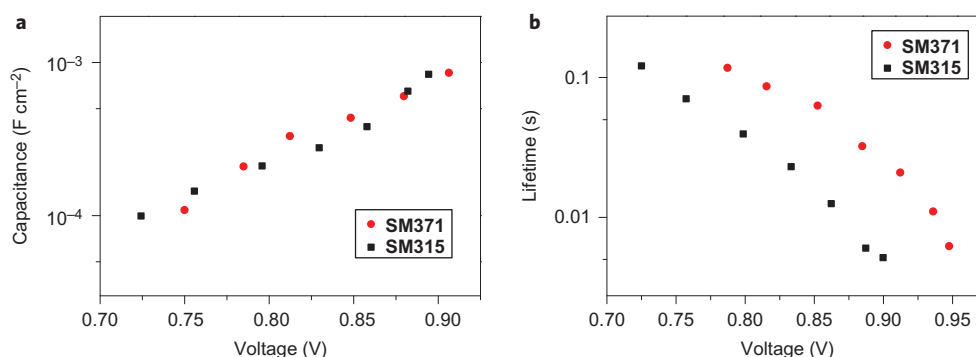 a
Capacitance (F cm⁻²)
10⁻³
10⁻⁴
SM371
SM315
0.70 0.75 0.80 0.85 0.90
Voltage (V)
b
Lifetime (s)
0.1
0.01
SM371
SM315
0.70 0.75 0.80 0.85 0.90 0.95
Voltage (V)